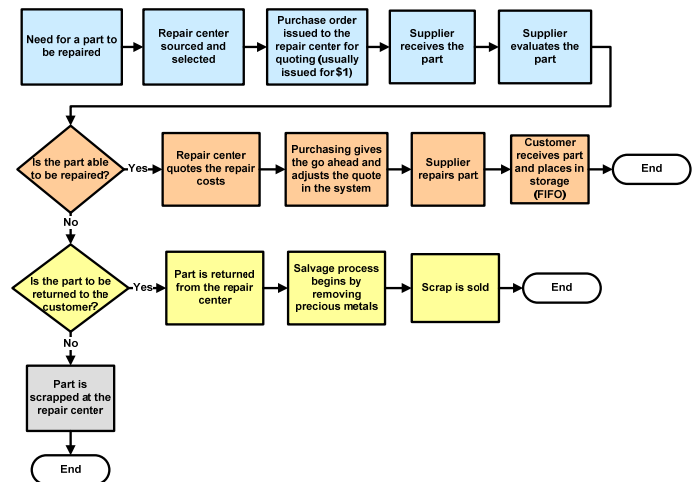 Need for a part to
be repaired
Repair center
sourced and
selected
Purchase order
issued to the
repair center for
quoting (usually
issued for $1)
Supplier
receives the
part
Supplier
evaluates the
part
Is the part able
to be repaired?
Yes
Repair center
quotes the repair
costs
Purchasing gives
the go ahead and
adjusts the quote
in the system
Supplier
repairs part
Customer
receives part
and places in
storage
(FIFO)
End
No
Is the part to be
returned to the
customer?
Yes
Part is returned
from the repair
center
Salvage process
begins by
removing
precious metals
Scrap is sold
End
No
Part is
scrapped at the
repair center
End